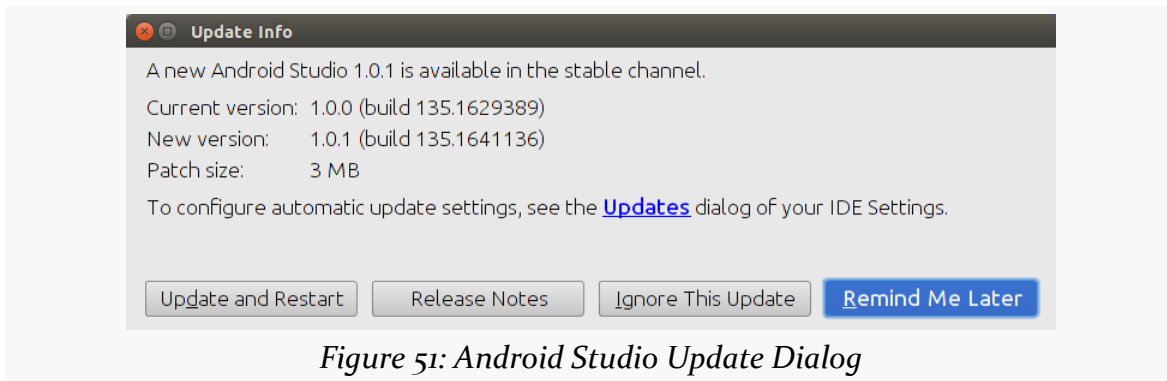 Update Info
A new Android Studio 1.0.1 is available in the stable channel.
Current version: 1.0.0 (build 135.1629389)
New version: 1.0.1 (build 135.1641136)
Patch size: 3 MB
To configure automatic update settings, see the Updates dialog of your IDE Settings.
Update and Restart Release Notes Ignore This Update Remind Me Later
Figure 51: Android Studio Update Dialog